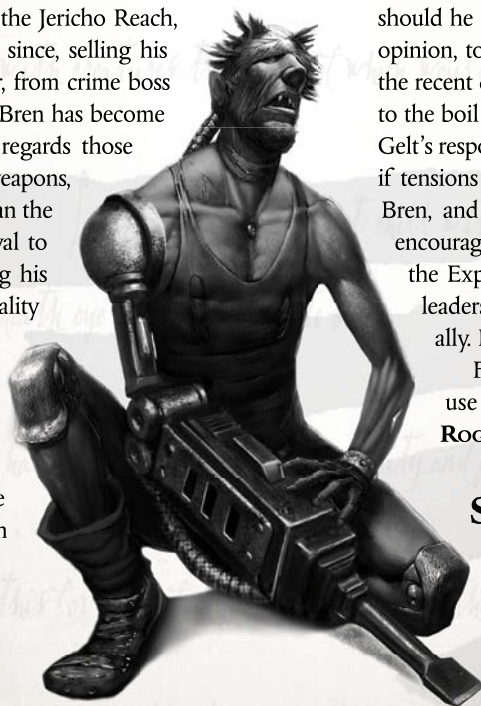 the Jericho Reach,
since, selling his
, from crime boss
Bren has become
regards those
weapons,
an the
val to
g his
ality
e
n
should he
opinion, to
the recent
to the boil
Gelt's respo
if tensions
Bren, and
encourag
the Exp
leaders
ally.
F
use
ROG
S